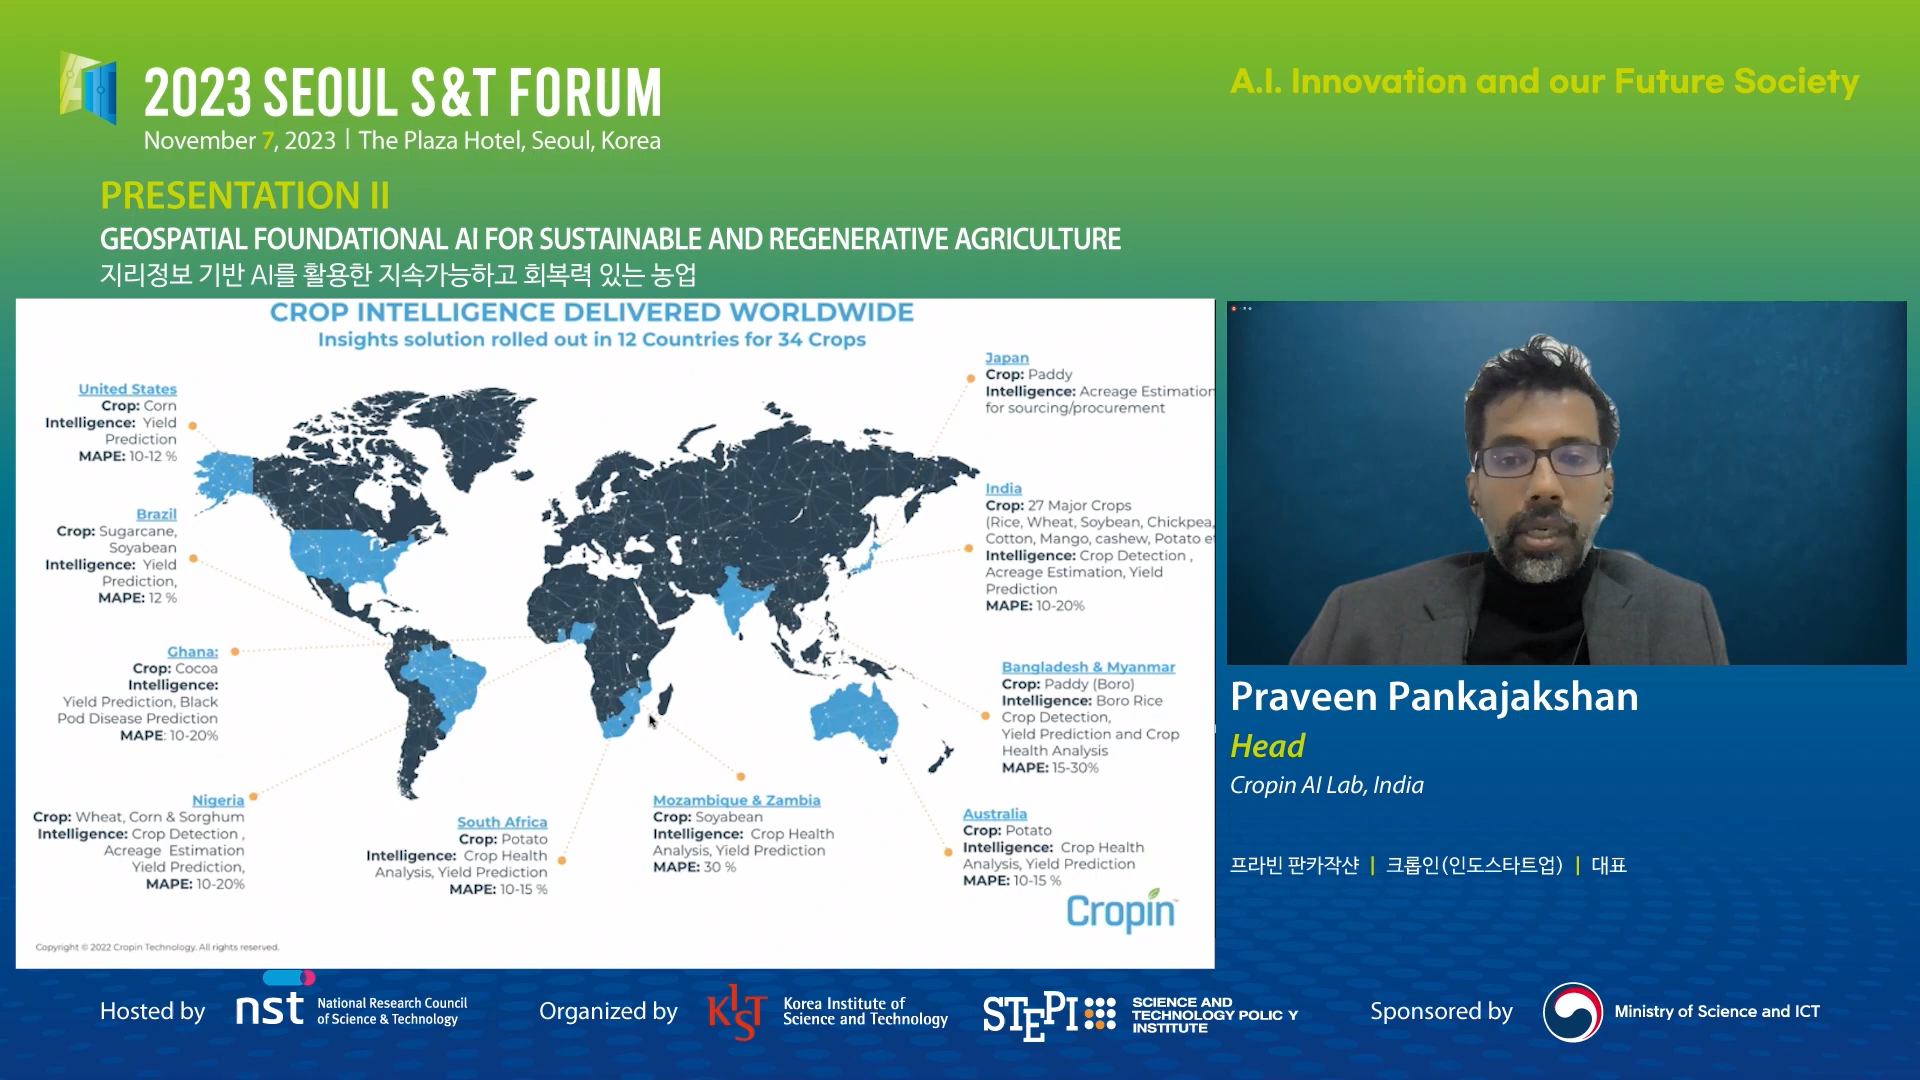 2023 SEOUL S&T FORUM
November 7, 2023 | The Plaza Hotel, Seoul, Korea
A.I. Innovation and our Future Society
PRESENTATION II
GEOSPATIAL FOUNDATIONAL AI FOR SUSTAINABLE AND REGENERATIVE AGRICULTURE
지리정보 기반 AI를 활용한 지속가능하고 회복력 있는 농업
CROP INTELLIGENCE DELIVERED WORLDWIDE
Insights solution rolled out in 12 Countries for 34 Crops
United States
Crop: Corn
Intelligence: Yield
Prediction
MAPE: 10-12 %
Brazil
Crop: Sugarcane,
Soyabean
Intelligence: Yield
Prediction,
MAPE: 12 %
Ghana:
Crop: Cocoa
Intelligence:
Yield Prediction, Black
Pod Disease Prediction
MAPE: 10-20%
Nigeria
Crop: Wheat, Corn & Sorghum
Intelligence: Crop Detection ,
Acreage Estimation
Yield Prediction,
MAPE: 10-20%
South Africa
Crop: Potato
Intelligence: Crop Health
Analysis, Yield Prediction
MAPE: 10-15 %
Mozambique & Zambia
Crop: Soyabean
Intelligence: Crop Health
Analysis, Yield Prediction
MAPE: 30 %
Japan
Crop: Paddy
Intelligence: Acreage Estimation
for sourcing/procurement
India
Crop: 27 Major Crops
(Rice, Wheat, Soybean, Chickpea,
Cotton, Mango, cashew, Potato et
Intelligence: Crop Detection ,
Acreage Estimation, Yield
Prediction
MAPE: 10-20%
Bangladesh & Myanmar
Crop: Paddy (Boro)
Intelligence: Boro Rice
Crop Detection,
Yield Prediction and Crop
Health Analysis
MAPE: 15-30%
Australia
Crop: Potato
Intelligence: Crop Health
Analysis, Yield Prediction
MAPE: 10-15 %
Cropin
Copyright © 2022 Cropin Technology. All rights reserved.
Praveen Pankajakshan
Head
Cropin AI Lab, India
프라빈 판카작샨 | 크롭인(인도스타트업) | 대표
Hosted by
nst
National Research Council
of Science & Technology
Organized by
KIST
Korea Institute of
Science and Technology
STEPI
SCIENCE AND
TECHNOLOGY POLICY
INSTITUTE
Sponsored by
Ministry of Science and ICT